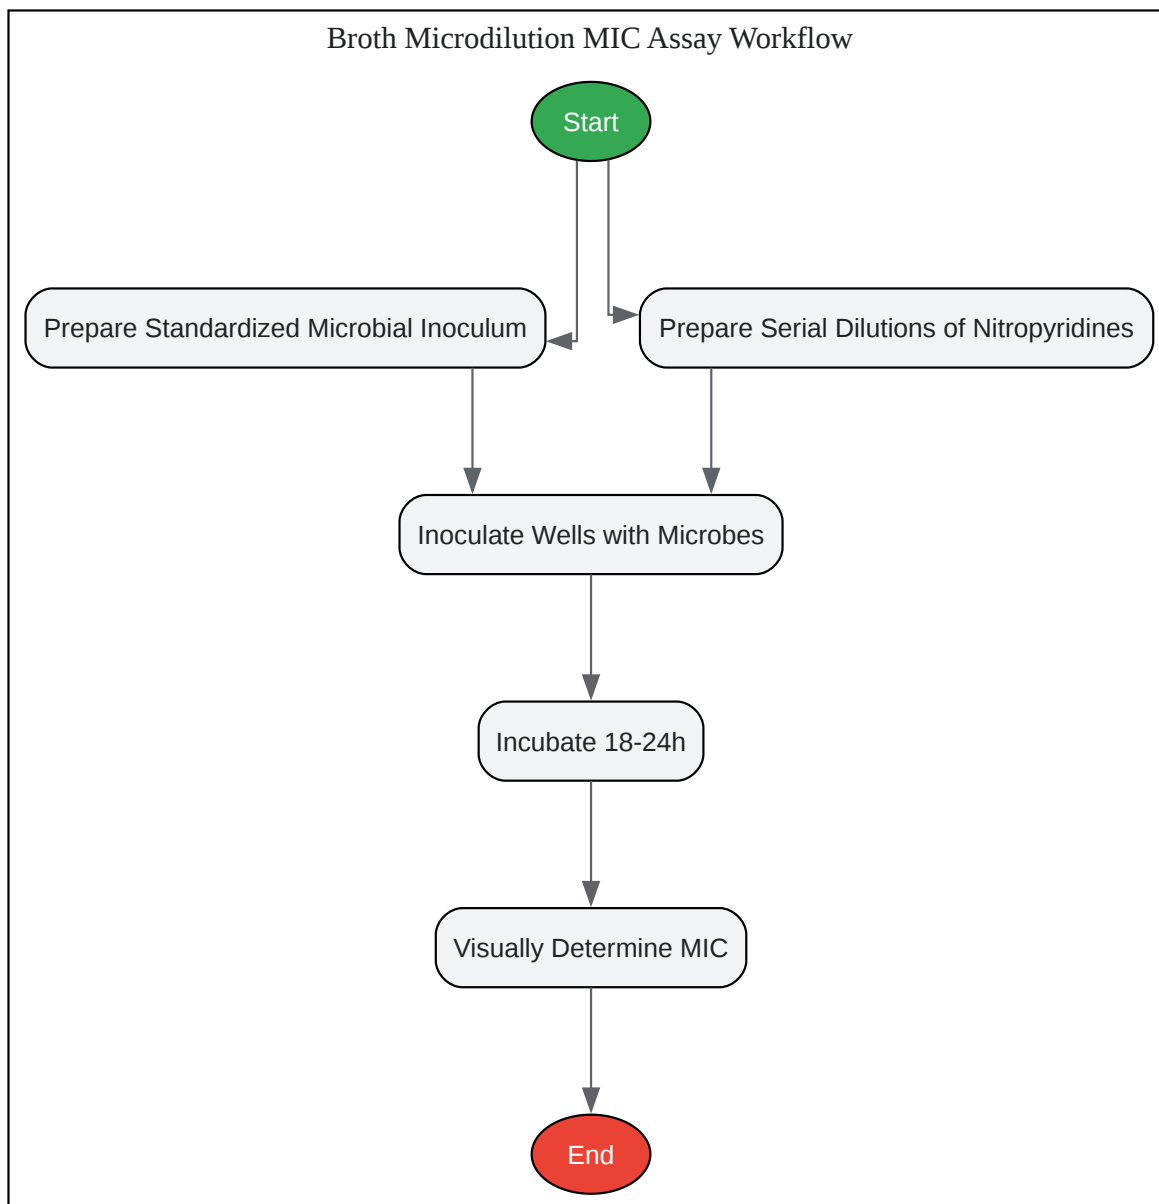 Broth Microdilution MIC Assay Workflow
Start
Prepare Standardized Microbial Inoculum
Prepare Serial Dilutions of Nitropyridines
Inoculate Wells with Microbes
Incubate 18-24h
Visually Determine MIC
End